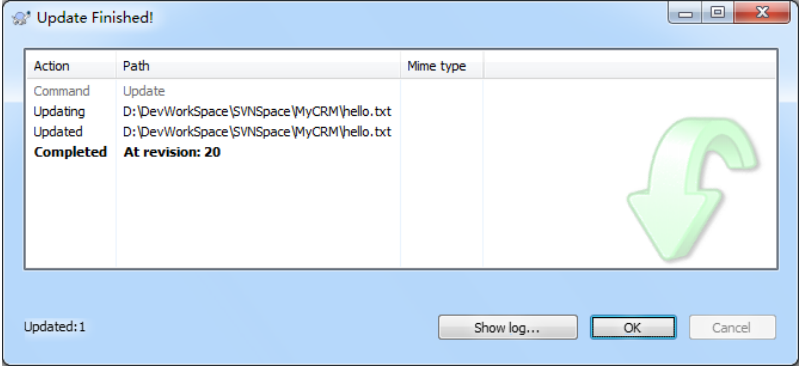 Update Finished!
Action Path Mime type
Command Update
Updating D:\DevWorkSpace\SVNSpace\MyCRM\hello.txt
Updated D:\DevWorkSpace\SVNSpace\MyCRM\hello.txt
Completed At revision: 20
Updated:1 Show log... OK Cancel